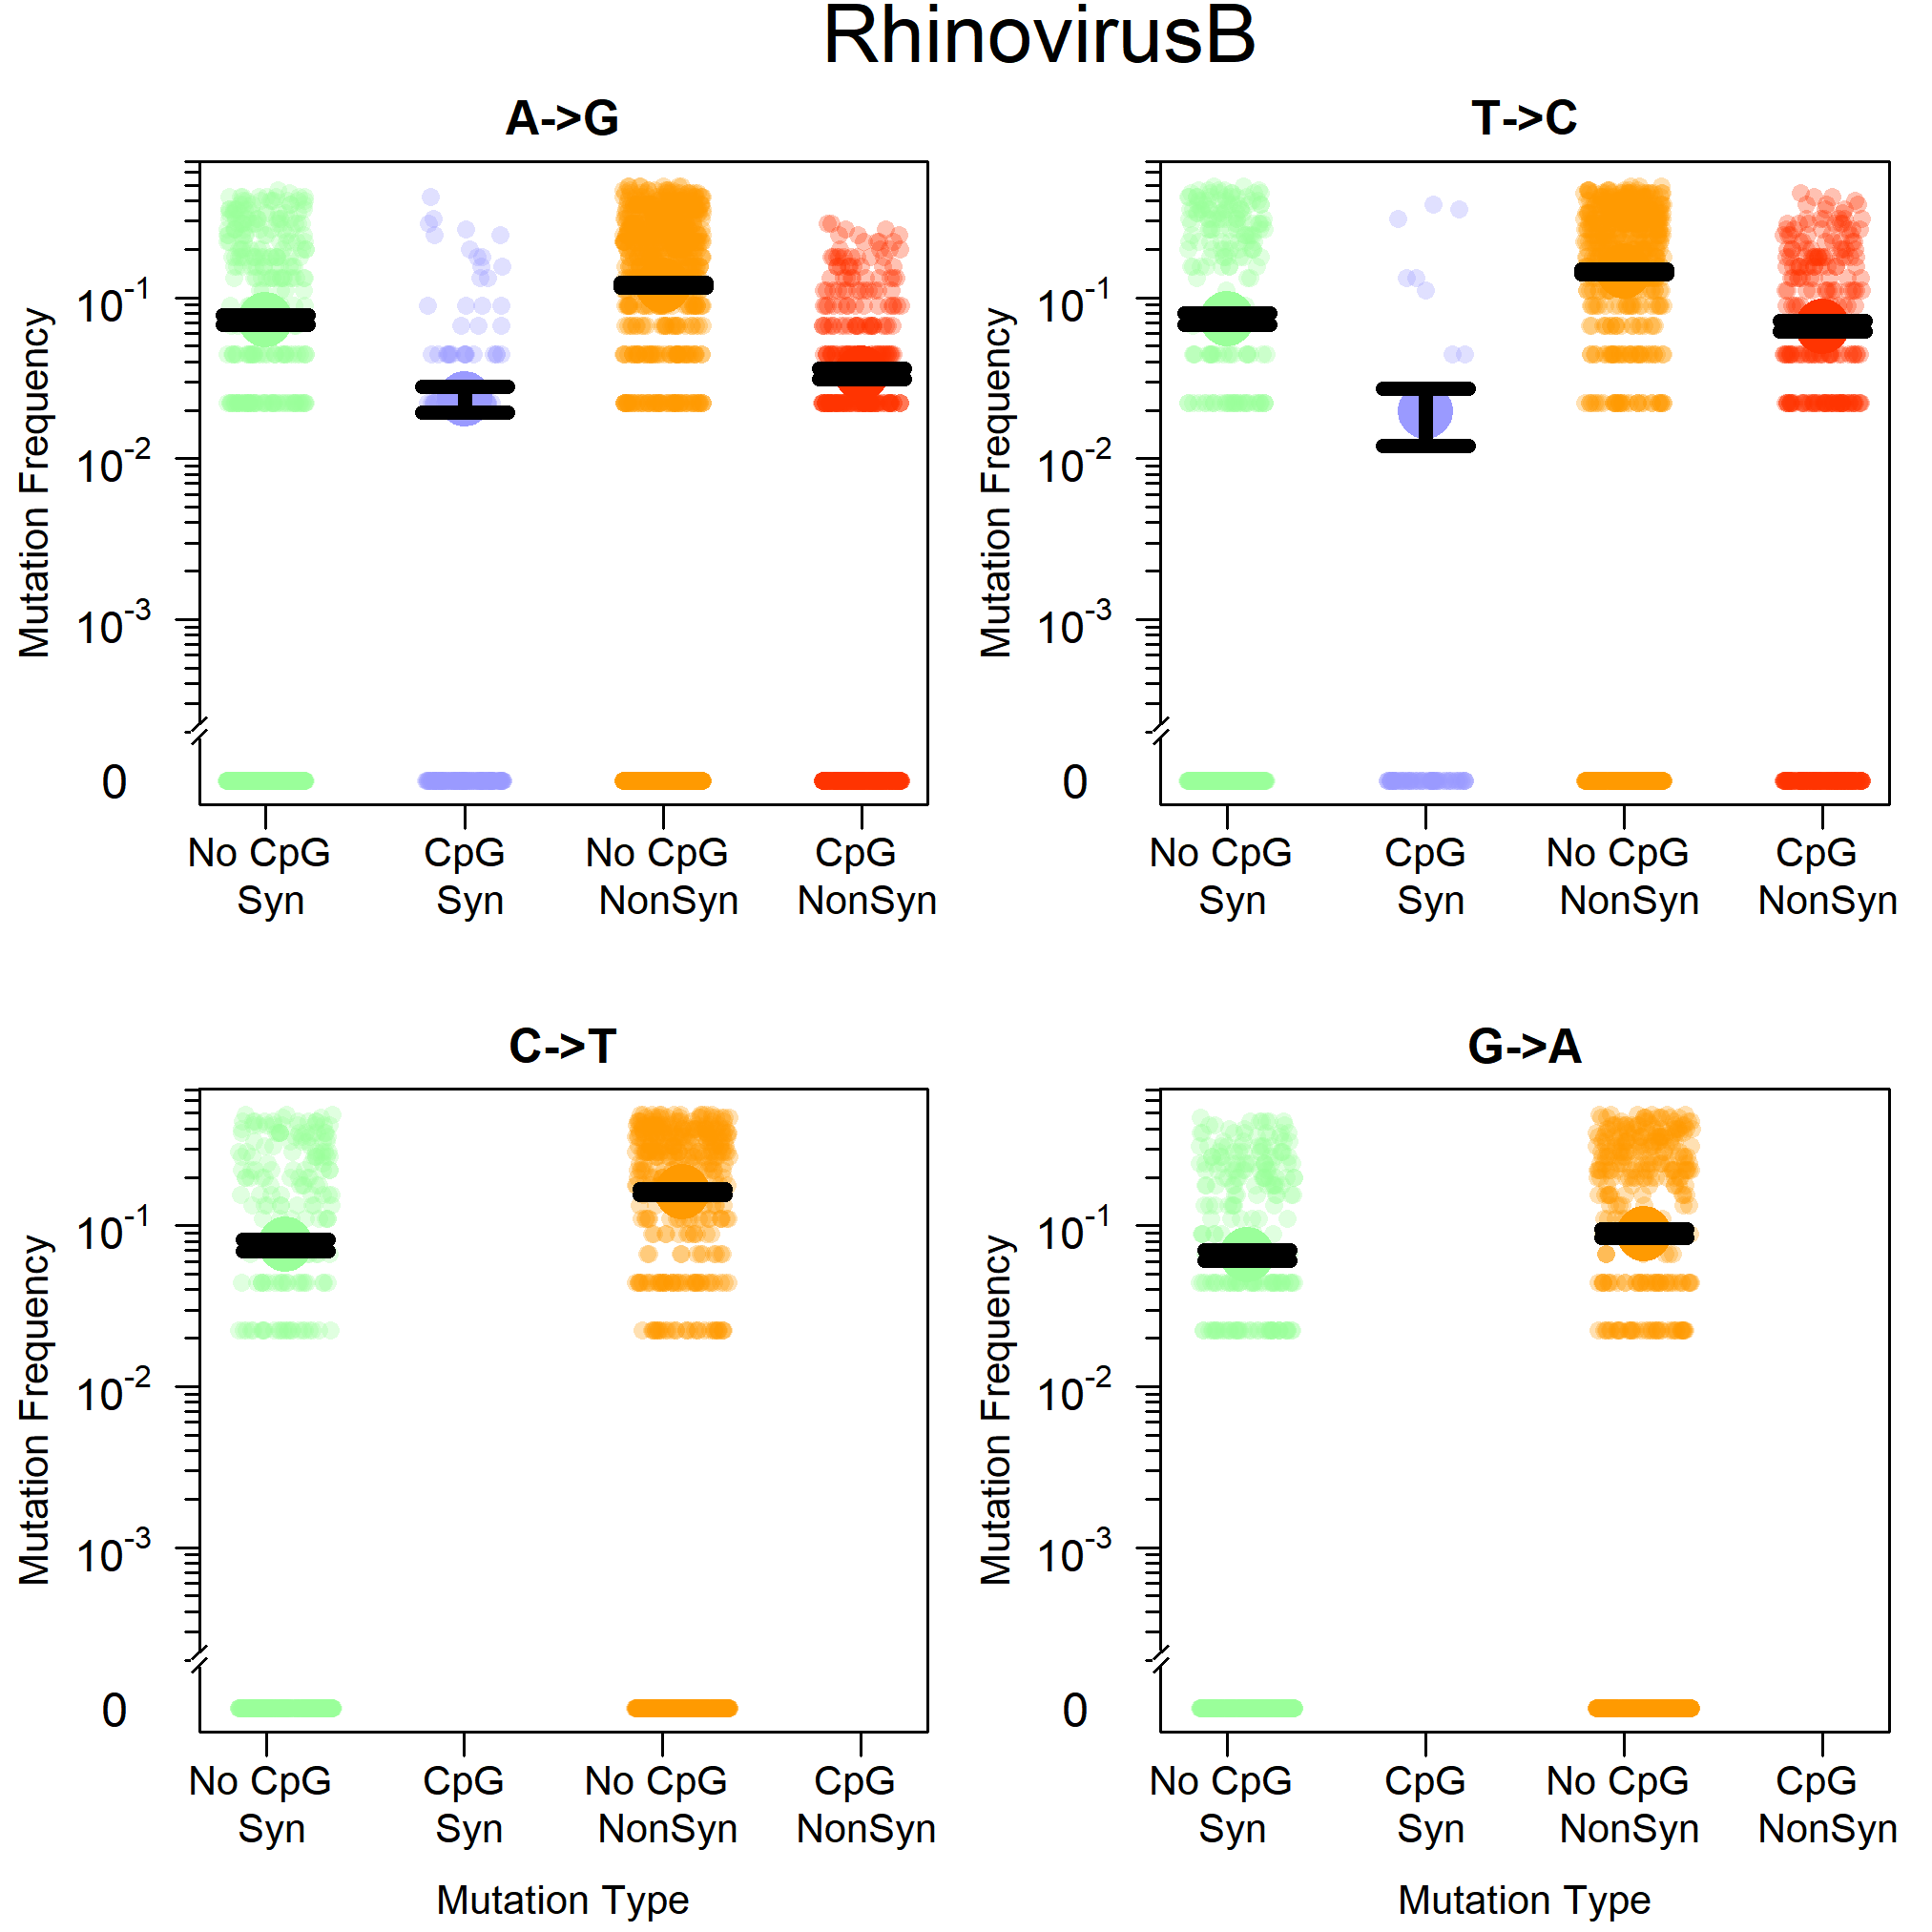 RhinovirusB
A->G
Mutation Frequency
10-1
10-2
10-3
0
No CpG CpG No CpG CpG
Syn Syn NonSyn NonSyn
T->C
Mutation Frequency
10-1
10-2
10-3
0
No CpG CpG No CpG CpG
Syn Syn NonSyn NonSyn
C->T
Mutation Frequency
10-1
10-2
10-3
0
No CpG CpG No CpG CpG
Syn Syn NonSyn NonSyn
Mutation Type
G->A
Mutation Frequency
10-1
10-2
10-3
0
No CpG CpG No CpG CpG
Syn Syn NonSyn NonSyn
Mutation Type